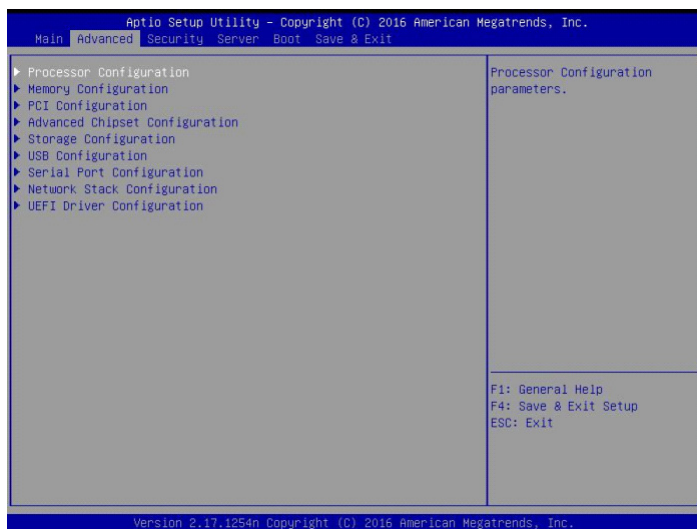 Aptio Setup Utility – Copyright (C) 2016 American Megatrends, Inc.
Main Advanced Security Server Boot Save & Exit
Processor Configuration
Memory Configuration
PCI Configuration
Advanced Chipset Configuration
Storage Configuration
USB Configuration
Serial Port Configuration
Network Stack Configuration
UEFI Driver Configuration
Processor Configuration
parameters.
F1: General Help
F4: Save & Exit Setup
ESC: Exit
Version 2.17.1254n Copyright (C) 2016 American Megatrends, Inc.